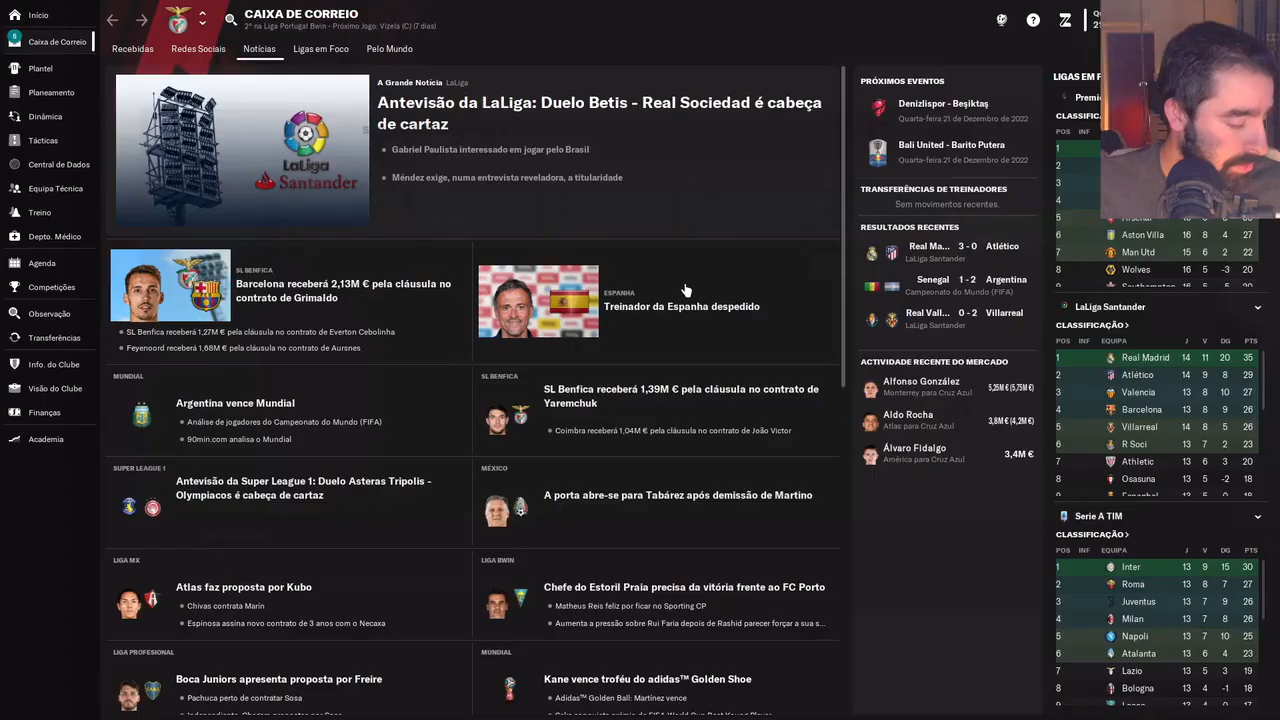 Início
5
Caixa de Correio
Plantel
Planeamento
Dinâmica
Tácticas
Central de Dados
Equipa Técnica
Treino
Depto. Médico
Agenda
Competições
Observação
Transferências
Info. do Clube
Visão do Clube
Finanças
Academia
CAIXA DE CORREIO
2º na Liga Portugal Bwin - Próximo Jogo: Vizela (C) (7 dias)
Recebidas Redes Sociais Notícias Ligas em Foco Pelo Mundo
LaLiga
Santander
A Grande Notícia LaLiga
Antevisão da LaLiga: Duelo Betis - Real Sociedad é cabeça
de cartaz
Gabriel Paulista interessado em jogar pelo Brasil
Méndez exige, numa entrevista reveladora, a titularidade
SL BENFICA
Barcelona receberá 2,13M € pela cláusula no
contrato de Grimaldo
SL Benfica receberá 1,27M € pela cláusula no contrato de Everton Cebolinha
Feyenoord receberá 1,68M € pela cláusula no contrato de Aursnes
ESPANHA
Treinador da Espanha despedido
MUNDIAL
Argentina vence Mundial
Análise de jogadores do Campeonato do Mundo (FIFA)
90min.com analisa o Mundial
SL BENFICA
SL Benfica receberá 1,39M € pela cláusula no contrato de
Yaremchuk
Coimbra receberá 1,04M € pela cláusula no contrato de João Victor
SUPER LEAGUE 1
Antevisão da Super League 1: Duelo Asteras Tripolis -
Olympiacos é cabeça de cartaz
MÉXICO
A porta abre-se para Tabárez após demissão de Martino
LIGA MX
Atlas faz proposta por Kubo
Chivas contrata Marín
Espinosa assina novo contrato de 3 anos com o Necaxa
LIGA BWIN
Chefe do Estoril Praia precisa da vitória frente ao FC Porto
Matheus Reis feliz por ficar no Sporting CP
Aumenta a pressão sobre Rui Faria depois de Rashid parecer forçar a sua s...
LIGA PROFESIONAL
Boca Juniors apresenta proposta por Freire
Pachuca perto de contratar Sosa
MUNDIAL
Kane vence troféu do adidas™ Golden Shoe
Adidas™ Golden Ball: Martínez vence
PRÓXIMOS EVENTOS
Denizlispor - Beşiktaş
Quarta-feira 21 de Dezembro de 2022
Bali United - Barito Putera
Quarta-feira 21 de Dezembro de 2022
TRANSFERÊNCIAS DE TREINADORES
Sem movimentos recentes.
RESULTADOS RECENTES
Real Ma... 3 - 0 Atlético
LaLiga Santander
Senegal 1 - 2 Argentina
Campeonato do Mundo (FIFA)
Real Vall... 0 - 2 Villarreal
LaLiga Santander
ACTIVIDADE RECENTE DO MERCADO
Alfonso González 5,25M € (5,75M €)
Monterrey para Cruz Azul
Aldo Rocha 3,8M € (4,2M €)
Atlas para Cruz Azul
Álvaro Fidalgo 3,4M €
América para Cruz Azul
POS INF
1
2
3
4
6 Aston Villa 16 8 4 27
7 Man Utd 15 6 2 22
8 Wolves 16 5 -3 20
LaLiga Santander
CLASSIFICAÇÃO
POS INF EQUIPA J V DG PTS
1 Real Madrid 14 11 20 35
2 Atlético 14 9 8 29
3 Valencia 13 8 10 27
4 Barcelona 13 8 9 26
5 Villarreal 14 8 5 26
6 R Soci 13 7 2 23
7 Athletic 13 6 3 20
8 Osasuna 13 5 -2 18
Serie A TIM
CLASSIFICAÇÃO
POS INF EQUIPA J V DG PTS
1 Inter 13 9 15 30
2 Roma 13 8 7 27
3 Juventus 13 7 9 26
4 Milan 13 7 8 26
5 Napoli 13 7 10 25
6 Atalanta 13 6 4 23
7 Lazio 13 5 3 19
8 Bologna 13 4 -1 18